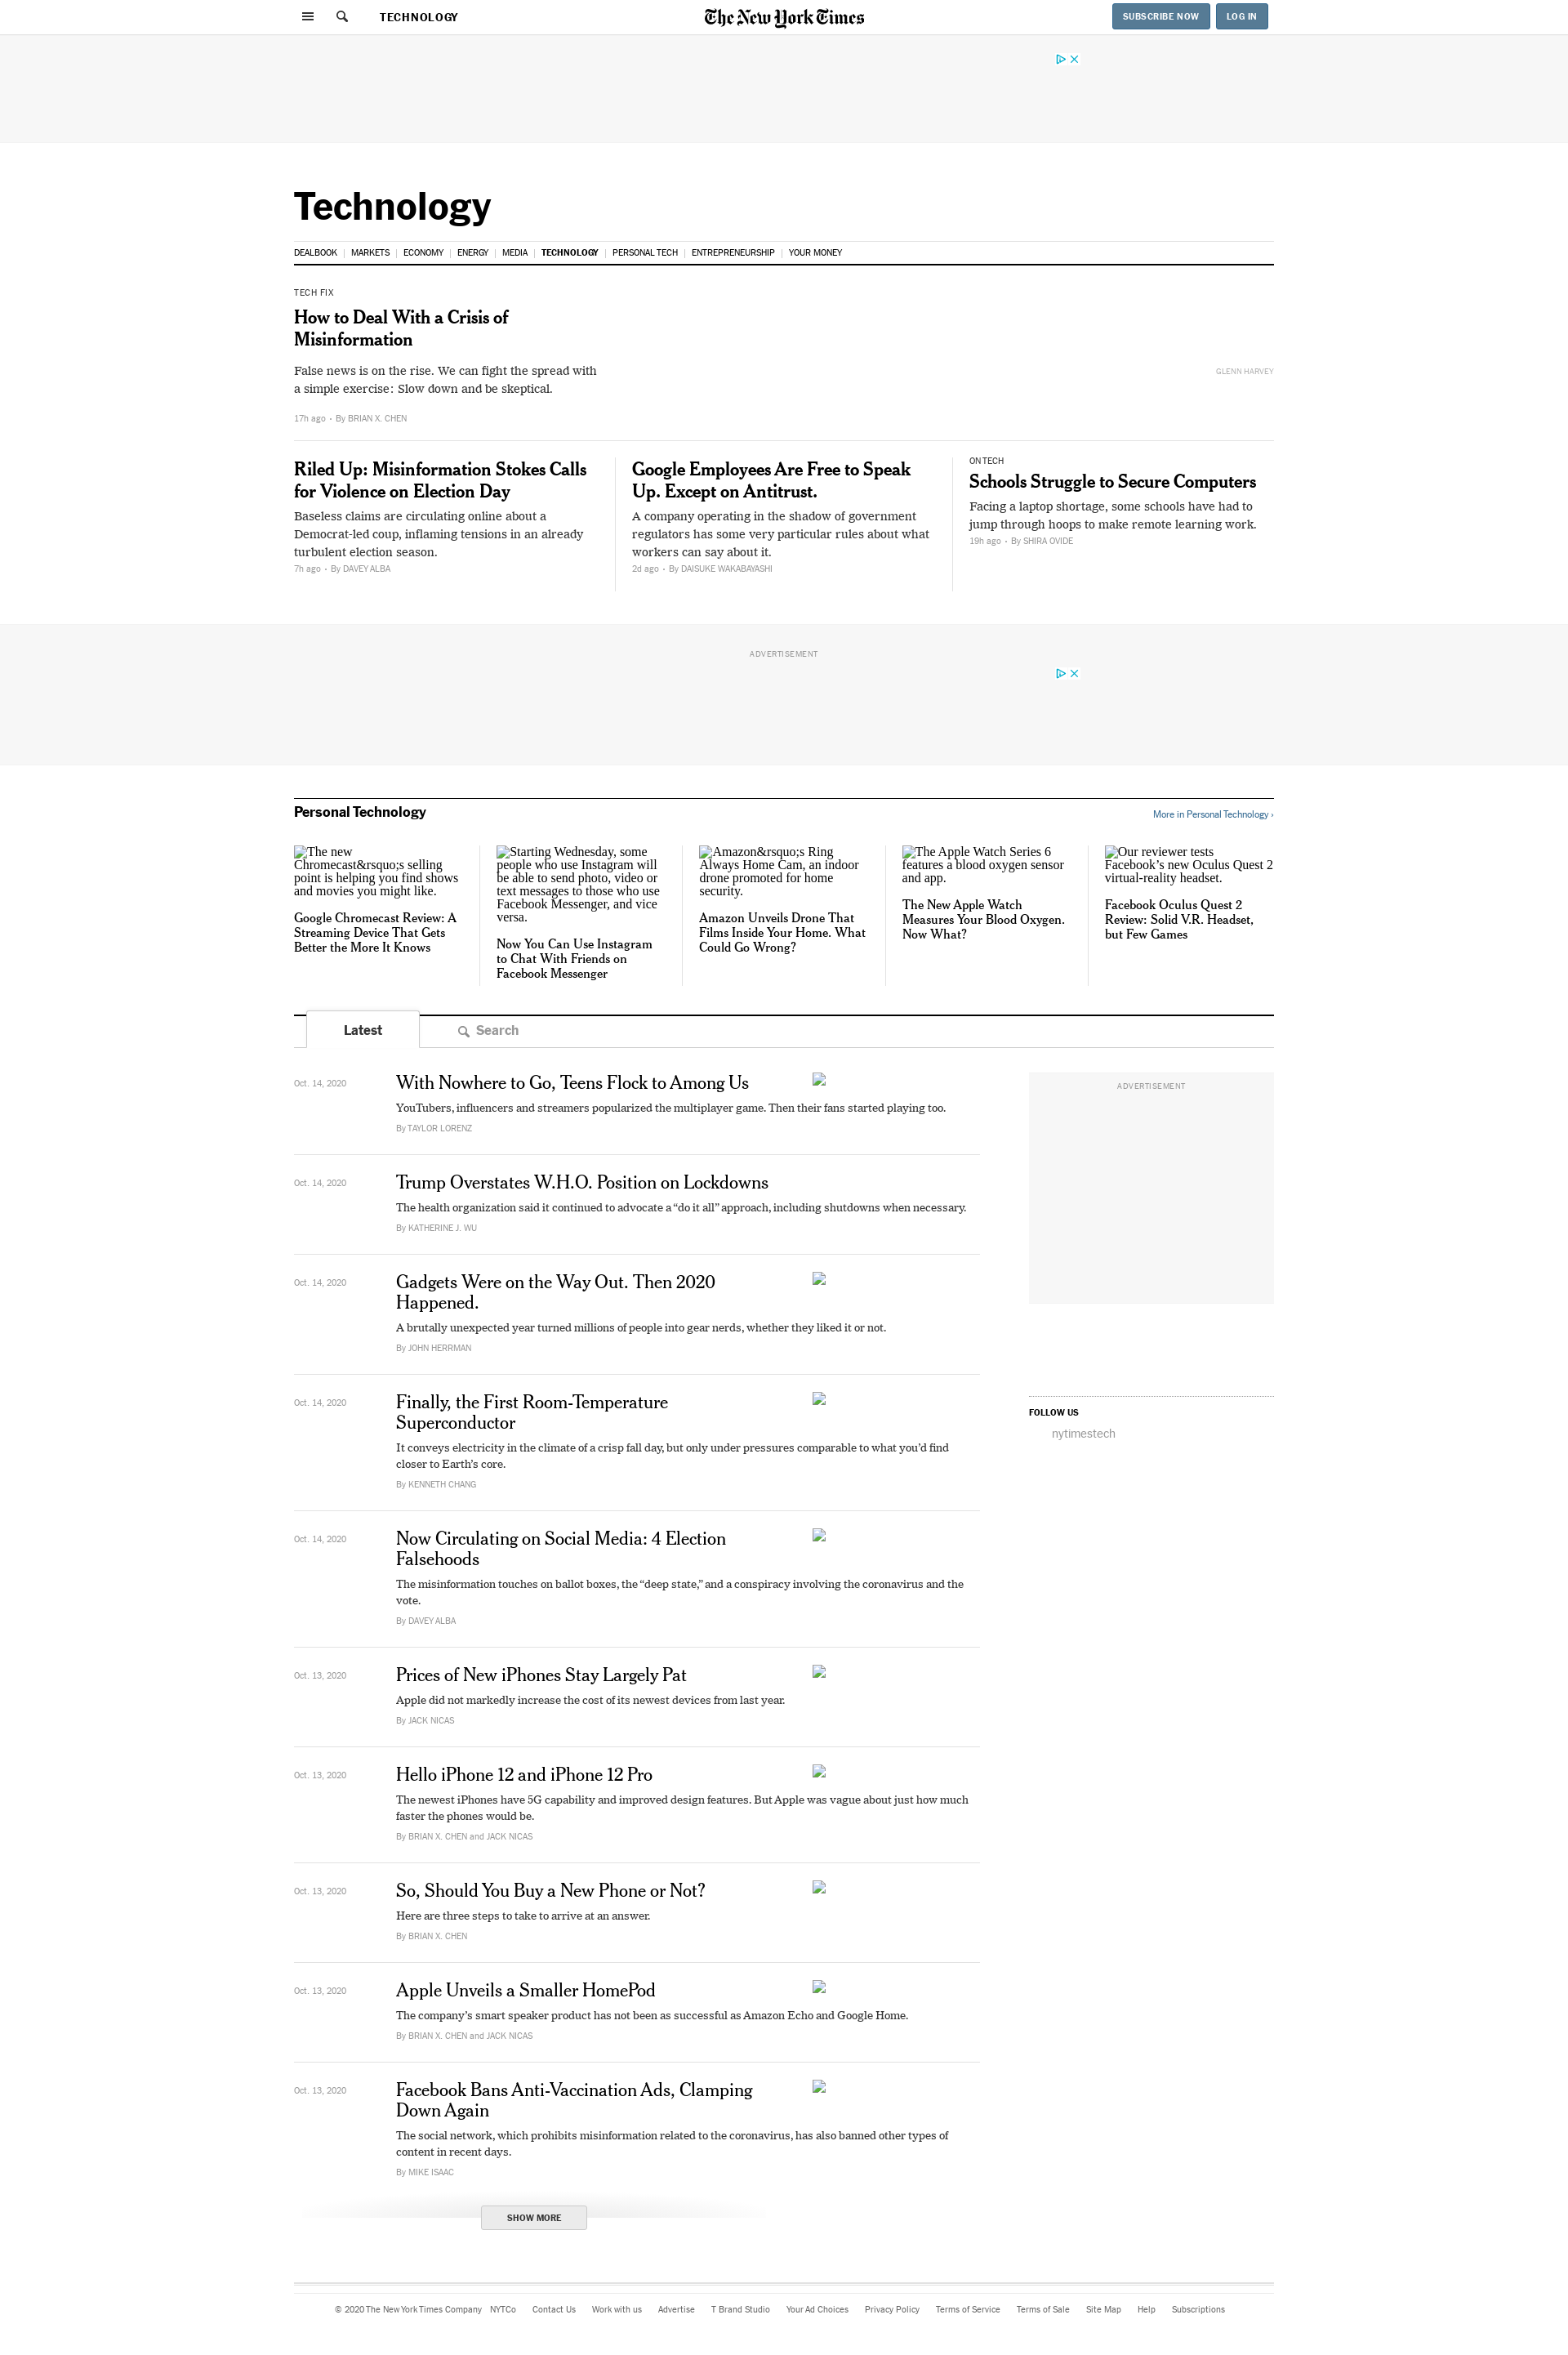 TECHNOLOGY
The New York Times
SUBSCRIBE NOW
LOG IN
Technology
DEALBOOK
MARKETS
ECONOMY
ENERGY
MEDIA
TECHNOLOGY
PERSONAL TECH
ENTREPRENEURSHIP
YOUR MONEY
TECH FIX
How to Deal With a Crisis of
Misinformation
False news is on the rise. We can fight the spread with
a simple exercise: Slow down and be skeptical.
GLENN HARVEY
17h ago • By BRIAN X. CHEN
Riled Up: Misinformation Stokes Calls
for Violence on Election Day
Baseless claims are circulating online about a
Democrat-led coup, inflaming tensions in an already
turbulent election season.
7h ago • By DAVEY ALBA
Google Employees Are Free to Speak
Up. Except on Antitrust.
A company operating in the shadow of government
regulators has some very particular rules about what
workers can say about it.
2d ago • By DAISUKE WAKABAYASHI
ON TECH
Schools Struggle to Secure Computers
Facing a laptop shortage, some schools have had to
jump through hoops to make remote learning work.
19h ago • By SHIRA OVIDE
ADVERTISEMENT
Personal Technology
More in Personal Technology ›
The new
Chromecast&rsquo;s selling
point is helping you find shows
and movies you might like.
Google Chromecast Review: A
Streaming Device That Gets
Better the More It Knows
Starting Wednesday, some
people who use Instagram will
be able to send photo, video or
text messages to those who use
Facebook Messenger, and vice
versa.
Now You Can Use Instagram
to Chat With Friends on
Facebook Messenger
Amazon&rsquo;s Ring
Always Home Cam, an indoor
drone promoted for home
security.
Amazon Unveils Drone That
Films Inside Your Home. What
Could Go Wrong?
The Apple Watch Series 6
features a blood oxygen sensor
and app.
The New Apple Watch
Measures Your Blood Oxygen.
Now What?
Our reviewer tests
Facebook’s new Oculus Quest 2
virtual-reality headset.
Facebook Oculus Quest 2
Review: Solid V.R. Headset,
but Few Games
Latest
Search
Oct. 14, 2020
With Nowhere to Go, Teens Flock to Among Us
YouTubers, influencers and streamers popularized the multiplayer game. Then their fans started playing too.
By TAYLOR LORENZ
ADVERTISEMENT
Oct. 14, 2020
Trump Overstates W.H.O. Position on Lockdowns
The health organization said it continued to advocate a “do it all” approach, including shutdowns when necessary.
By KATHERINE J. WU
Oct. 14, 2020
Gadgets Were on the Way Out. Then 2020
Happened.
A brutally unexpected year turned millions of people into gear nerds, whether they liked it or not.
By JOHN HERRMAN
Oct. 14, 2020
Finally, the First Room-Temperature
Superconductor
It conveys electricity in the climate of a crisp fall day, but only under pressures comparable to what you’d find
closer to Earth’s core.
By KENNETH CHANG
FOLLOW US
nytimestech
Oct. 14, 2020
Now Circulating on Social Media: 4 Election
Falsehoods
The misinformation touches on ballot boxes, the “deep state,” and a conspiracy involving the coronavirus and the
vote.
By DAVEY ALBA
Oct. 13, 2020
Prices of New iPhones Stay Largely Pat
Apple did not markedly increase the cost of its newest devices from last year.
By JACK NICAS
Oct. 13, 2020
Hello iPhone 12 and iPhone 12 Pro
The newest iPhones have 5G capability and improved design features. But Apple was vague about just how much
faster the phones would be.
By BRIAN X. CHEN and JACK NICAS
Oct. 13, 2020
So, Should You Buy a New Phone or Not?
Here are three steps to take to arrive at an answer.
By BRIAN X. CHEN
Oct. 13, 2020
Apple Unveils a Smaller HomePod
The company’s smart speaker product has not been as successful as Amazon Echo and Google Home.
By BRIAN X. CHEN and JACK NICAS
Oct. 13, 2020
Facebook Bans Anti-Vaccination Ads, Clamping
Down Again
The social network, which prohibits misinformation related to the coronavirus, has also banned other types of
content in recent days.
By MIKE ISAAC
SHOW MORE
© 2020 The New York Times Company
NYTCo
Contact Us
Work with us
Advertise
T Brand Studio
Your Ad Choices
Privacy Policy
Terms of Service
Terms of Sale
Site Map
Help
Subscriptions